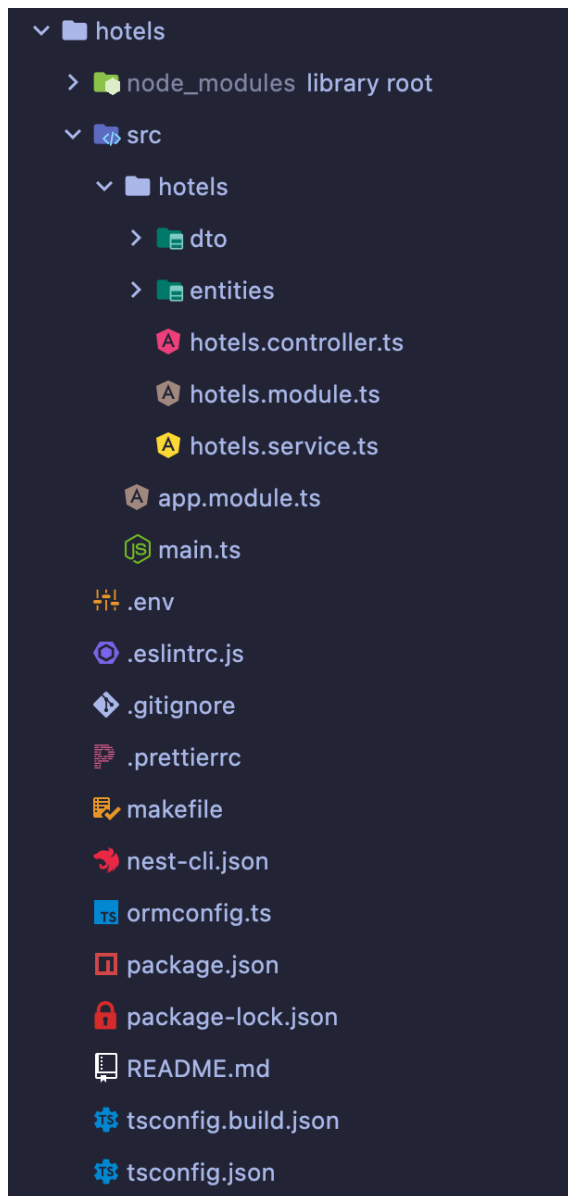 hotels
node_modules library root
src
hotels
dto
entities
hotels.controller.ts
hotels.module.ts
hotels.service.ts
app.module.ts
main.ts
.env
.eslintrc.js
.gitignore
.prettierrc
makefile
nest-cli.json
ormconfig.ts
package.json
package-lock.json
README.md
tsconfig.build.json
tsconfig.json